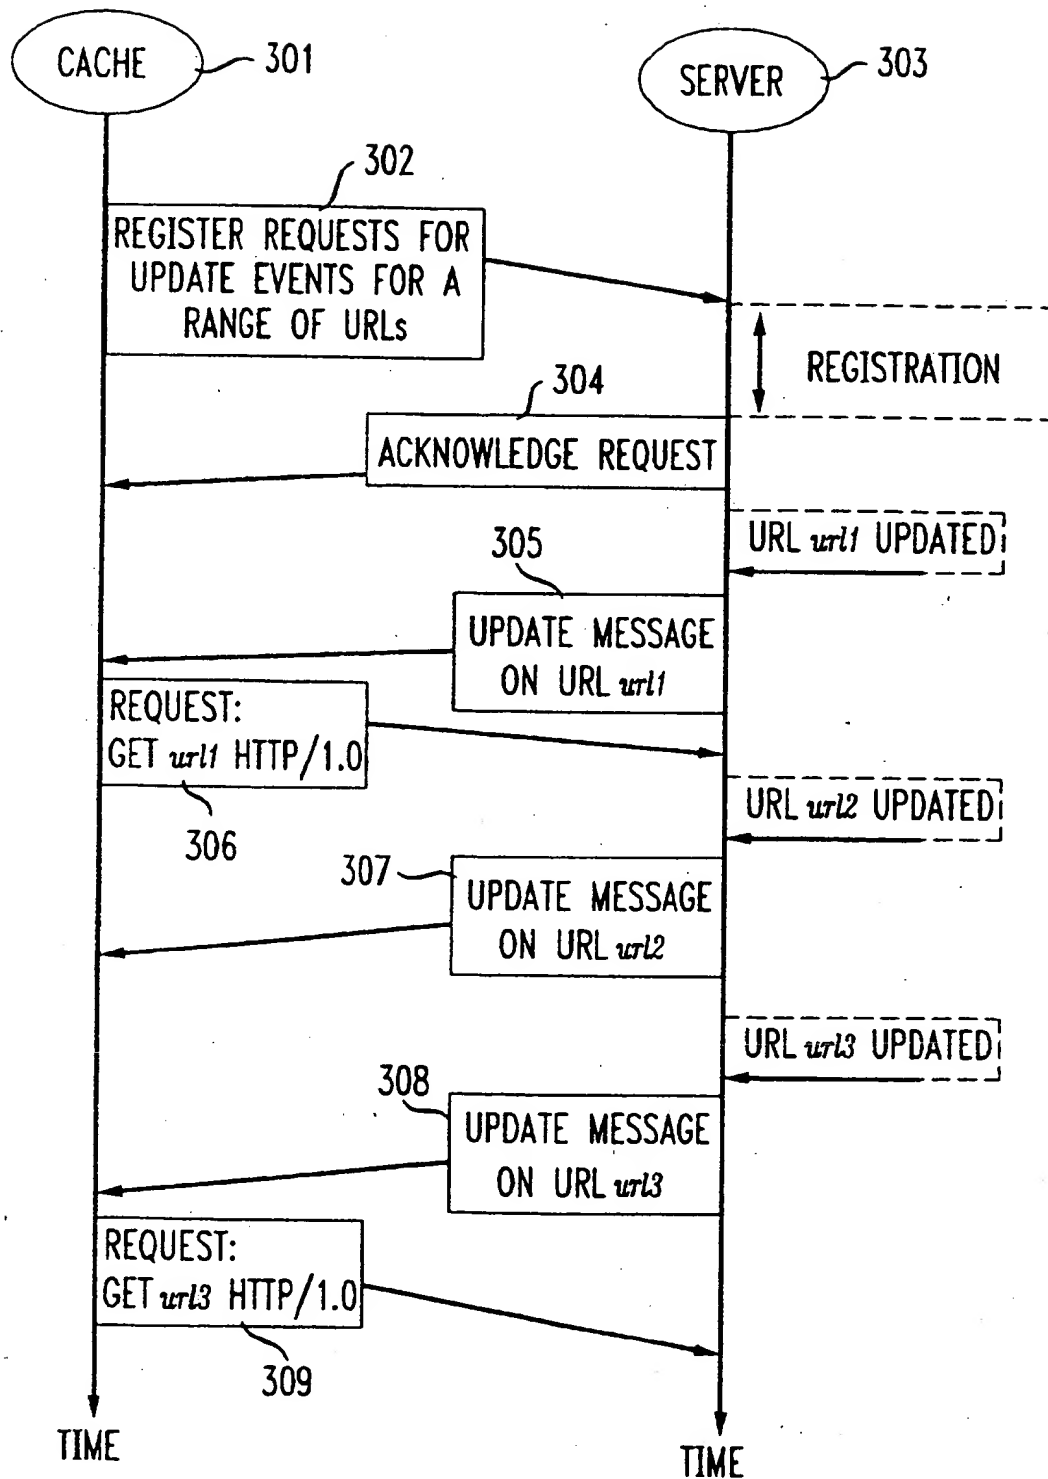 CACHE
301
SERVER
303
302
REGISTER REQUESTS FOR
UPDATE EVENTS FOR A
RANGE OF URLs
REGISTRATION
304
ACKNOWLEDGE REQUEST
URL url1 UPDATED
305
UPDATE MESSAGE
ON URL url1
REQUEST:
GET url1 HTTP/1.0
306
URL url2 UPDATED
307
UPDATE MESSAGE
ON URL url2
URL url3 UPDATED
308
UPDATE MESSAGE
ON URL url3
REQUEST:
GET url3 HTTP/1.0
309
TIME
TIME